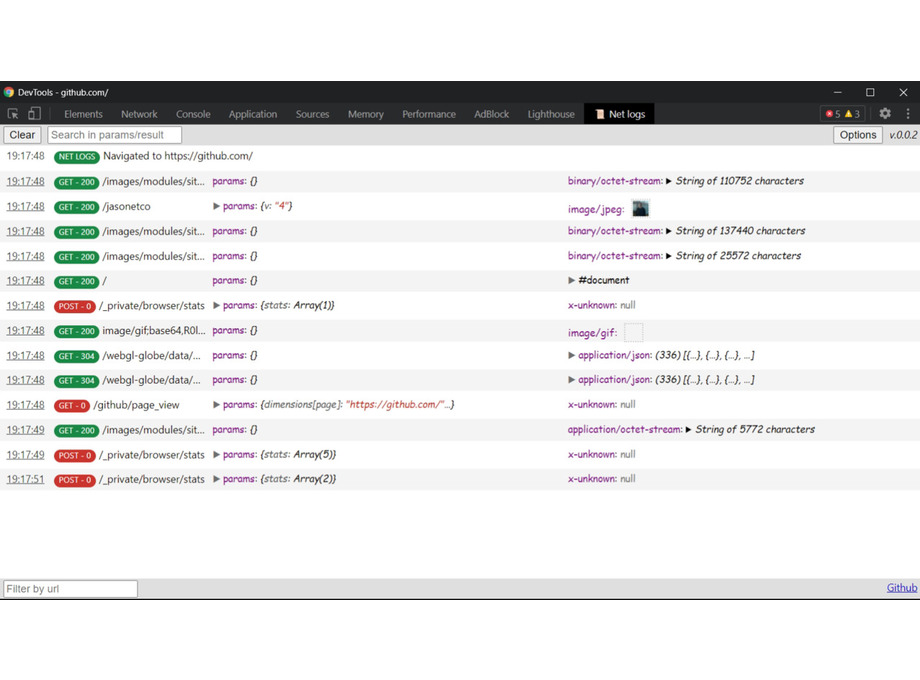 DevTools - github.com/
Elements Network Console Application Sources Memory Performance AdBlock Lighthouse Net logs 5 3
Clear Search in params/result Options v.0.0.2
19:17:48 NET LOGS Navigated to https://github.com/
19:17:48 GET - 200 /images/modules/sit... params: {} binary/octet-stream: ▶ String of 110752 characters
19:17:48 GET - 200 /jasonetco ▶ params: {v: "4"} image/jpeg:
19:17:48 GET - 200 /images/modules/sit... params: {} binary/octet-stream: ▶ String of 137440 characters
19:17:48 GET - 200 /images/modules/sit... params: {} binary/octet-stream: ▶ String of 25572 characters
19:17:48 GET - 200 / params: {} ▶ #document
19:17:48 POST - 0 /_private/browser/stats ▶ params: {stats: Array(1)} x-unknown: null
19:17:48 GET - 200 image/gif;base64,R0l... params: {} image/gif:
19:17:48 GET - 304 /webgl-globe/data/... params: {} ▶ application/json: (336) [{...}, {...}, {...}, ...]
19:17:48 GET - 304 /webgl-globe/data/... params: {} ▶ application/json: (336) [{...}, {...}, {...}, ...]
19:17:48 GET - 0 /github/page_view ▶ params: {dimensions[page]: "https://github.com/"...} x-unknown: null
19:17:49 GET - 200 /images/modules/sit... params: {} application/octet-stream: ▶ String of 5772 characters
19:17:49 POST - 0 /_private/browser/stats ▶ params: {stats: Array(5)} x-unknown: null
19:17:51 POST - 0 /_private/browser/stats ▶ params: {stats: Array(2)} x-unknown: null
Filter by url Github